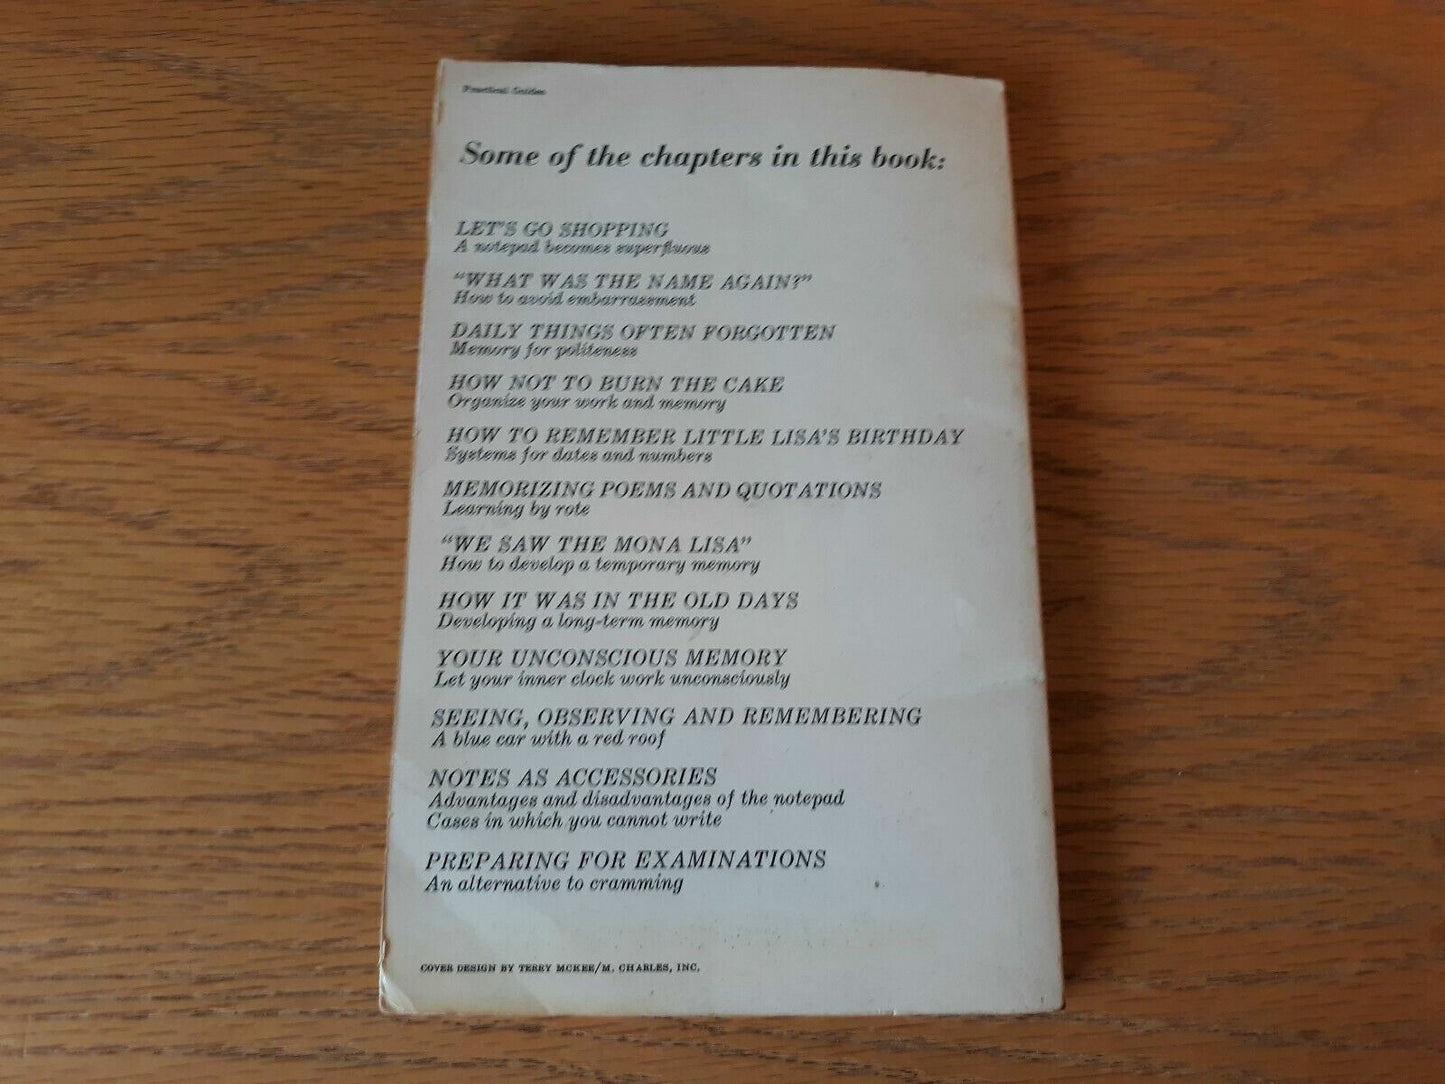 Practical Guides
Some of the chapters in this book:
LET'S GO SHOPPING
A notepad becomes superfluous
"WHAT WAS THE NAME AGAIN?"
How to avoid embarrassment
DAILY THINGS OFTEN FORGOTTEN
Memory for politeness
HOW NOT TO BURN THE CAKE
Organize your work and memory
HOW TO REMEMBER LITTLE LISA'S BIRTHDAY
Systems for dates and numbers
MEMORIZING POEMS AND QUOTATIONS
Learning by rote
"WE SAW THE MONA LISA"
How to develop a temporary memory
HOW IT WAS IN THE OLD DAYS
Developing a long-term memory
YOUR UNCONSCIOUS MEMORY
Let your inner clock work unconsciously
SEEING, OBSERVING AND REMEMBERING
A blue car with a red roof
NOTES AS ACCESSORIES
Advantages and disadvantages of the notepad
Cases in which you cannot write
PREPARING FOR EXAMINATIONS
An alternative to cramming
COVER DESIGN BY TERRY MCKEE/M. CHARLES, INC.